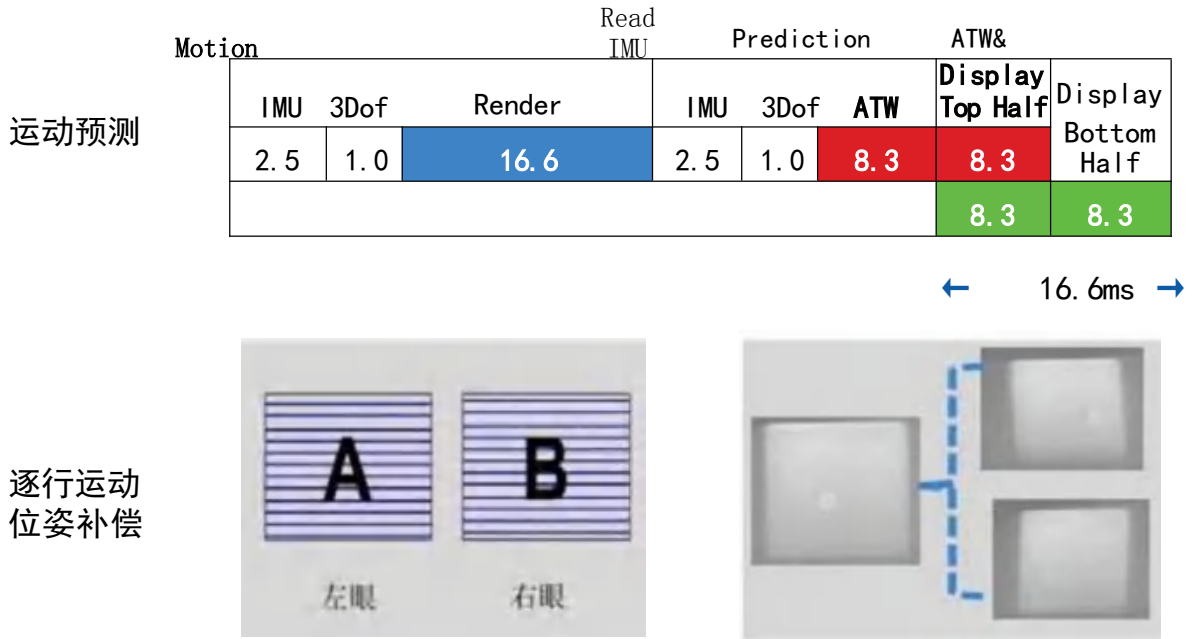 Read
Motion IMU Prediction ATW&
运动预测
IMU 3Dof Render IMU 3Dof ATW Display Top Half Display Bottom Half
2.5 1.0 16.6 2.5 1.0 8.3 8.3
8.3 8.3
← 16.6ms →
逐行运动
位姿补偿
A B
左眼 右眼